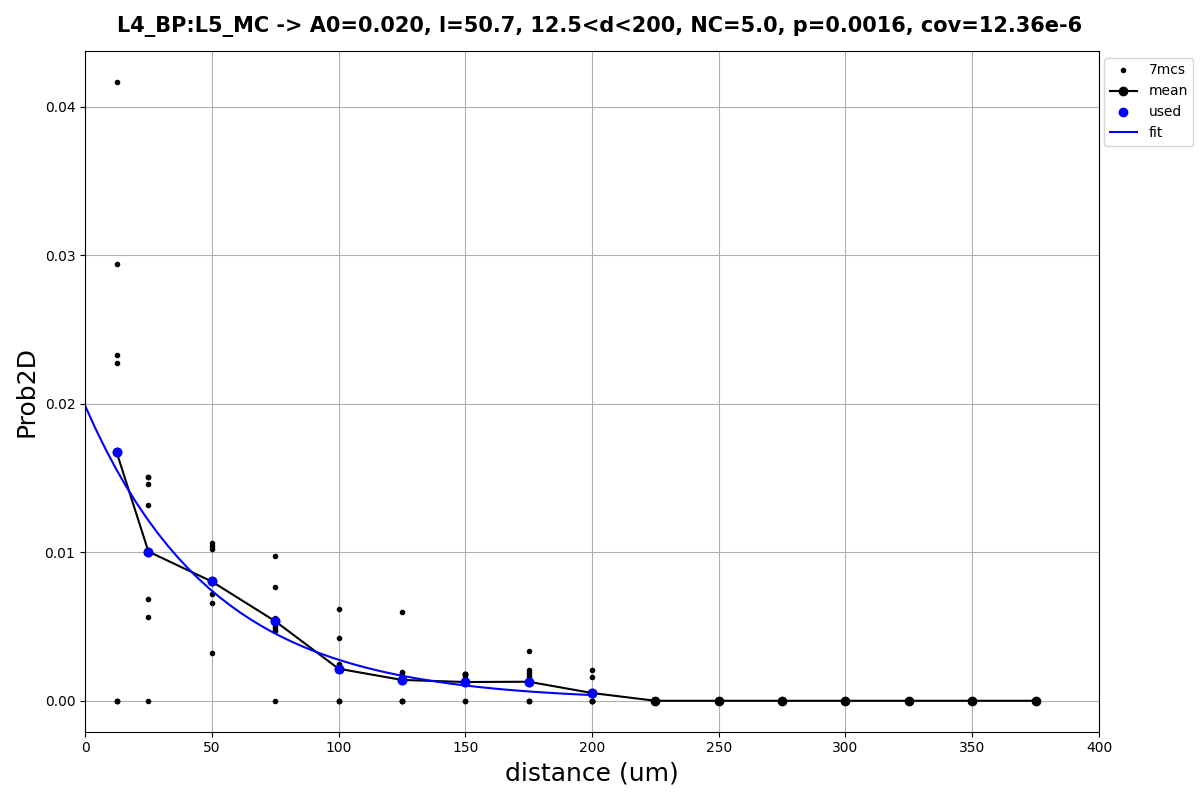 L4_BP:L5_MC -> A0=0.020, l=50.7, 12.5<d<200, NC=5.0, p=0.0016, cov=12.36e-6
7mcs
mean
used
fit
0.04
0.03
0.02
0.01
0.00
Prob2D
0 50 100 150 200 250 300 350 400
distance (um)